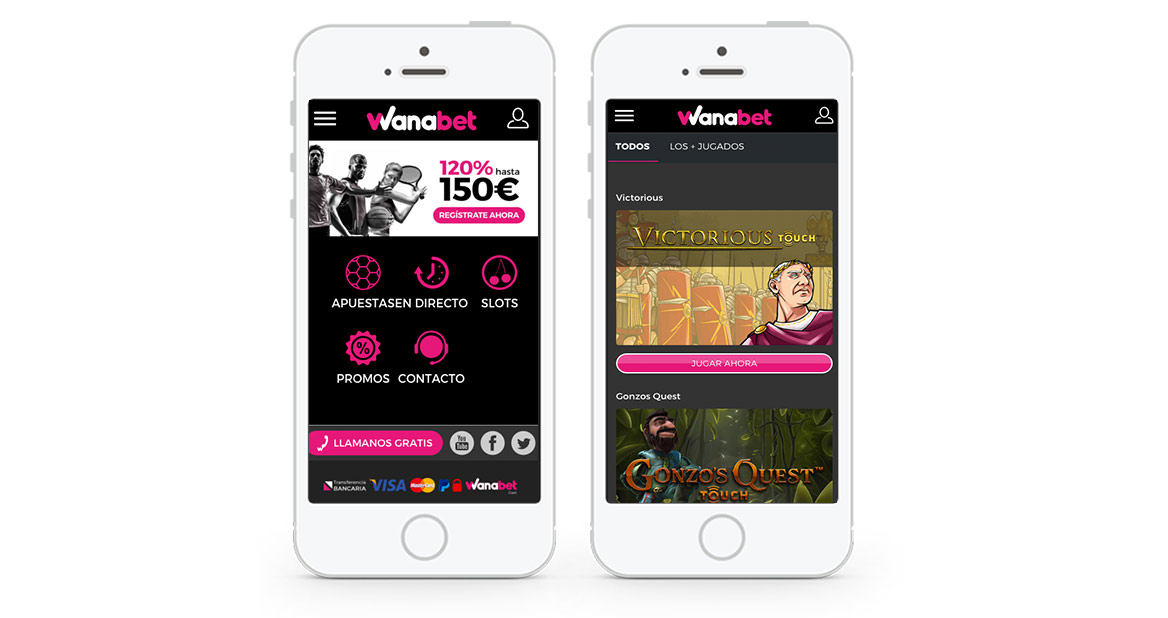 Wanabet
120% hasta
150€
REGÍSTRATE AHORA
APUESTAS
EN DIRECTO
SLOTS
PROMOS
CONTACTO
LLAMANOS GRATIS
You
Tube
f
Transferencia
BANCARIA
VISA
MasterCard
wanabet
Wanabet
TODOS
LOS + JUGADOS
Victorious
VICTORIOUS TOUCH
JUGAR AHORA
Gonzos Quest
GONZO'S QUEST™
TOUCH